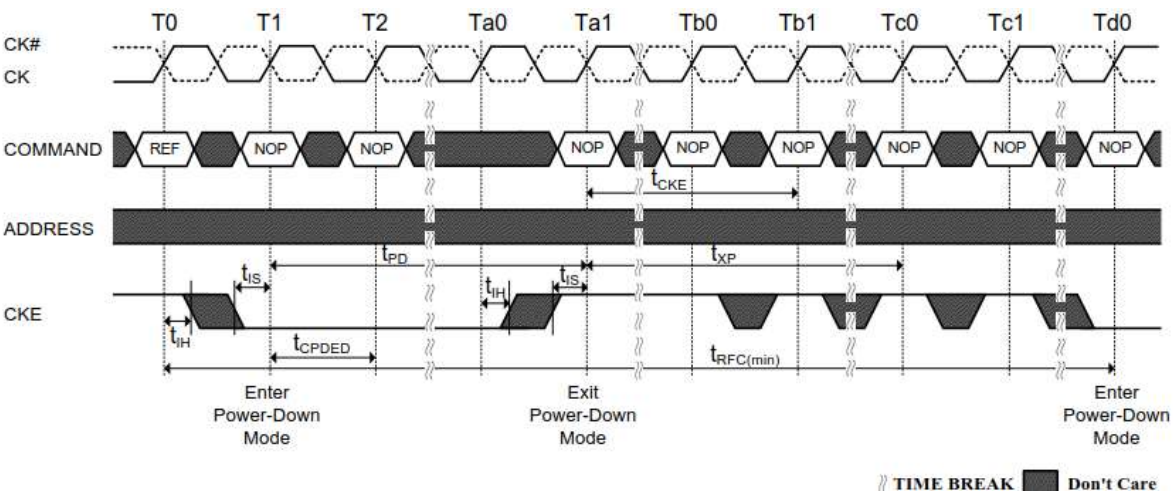 T0 T1 T2 Ta0 Ta1 Tb0 Tb1 Tc0 Tc1 Td0
CK#
CK
COMMAND REF NOP NOP NOP NOP NOP NOP NOP NOP
tCKE
ADDRESS
tPD tXP
tIS tIH tIS
CKE
tIH tCPDED tRFC(min)
Enter Exit Enter
Power-Down Power-Down Power-Down
Mode Mode Mode
TIME BREAK Don't Care